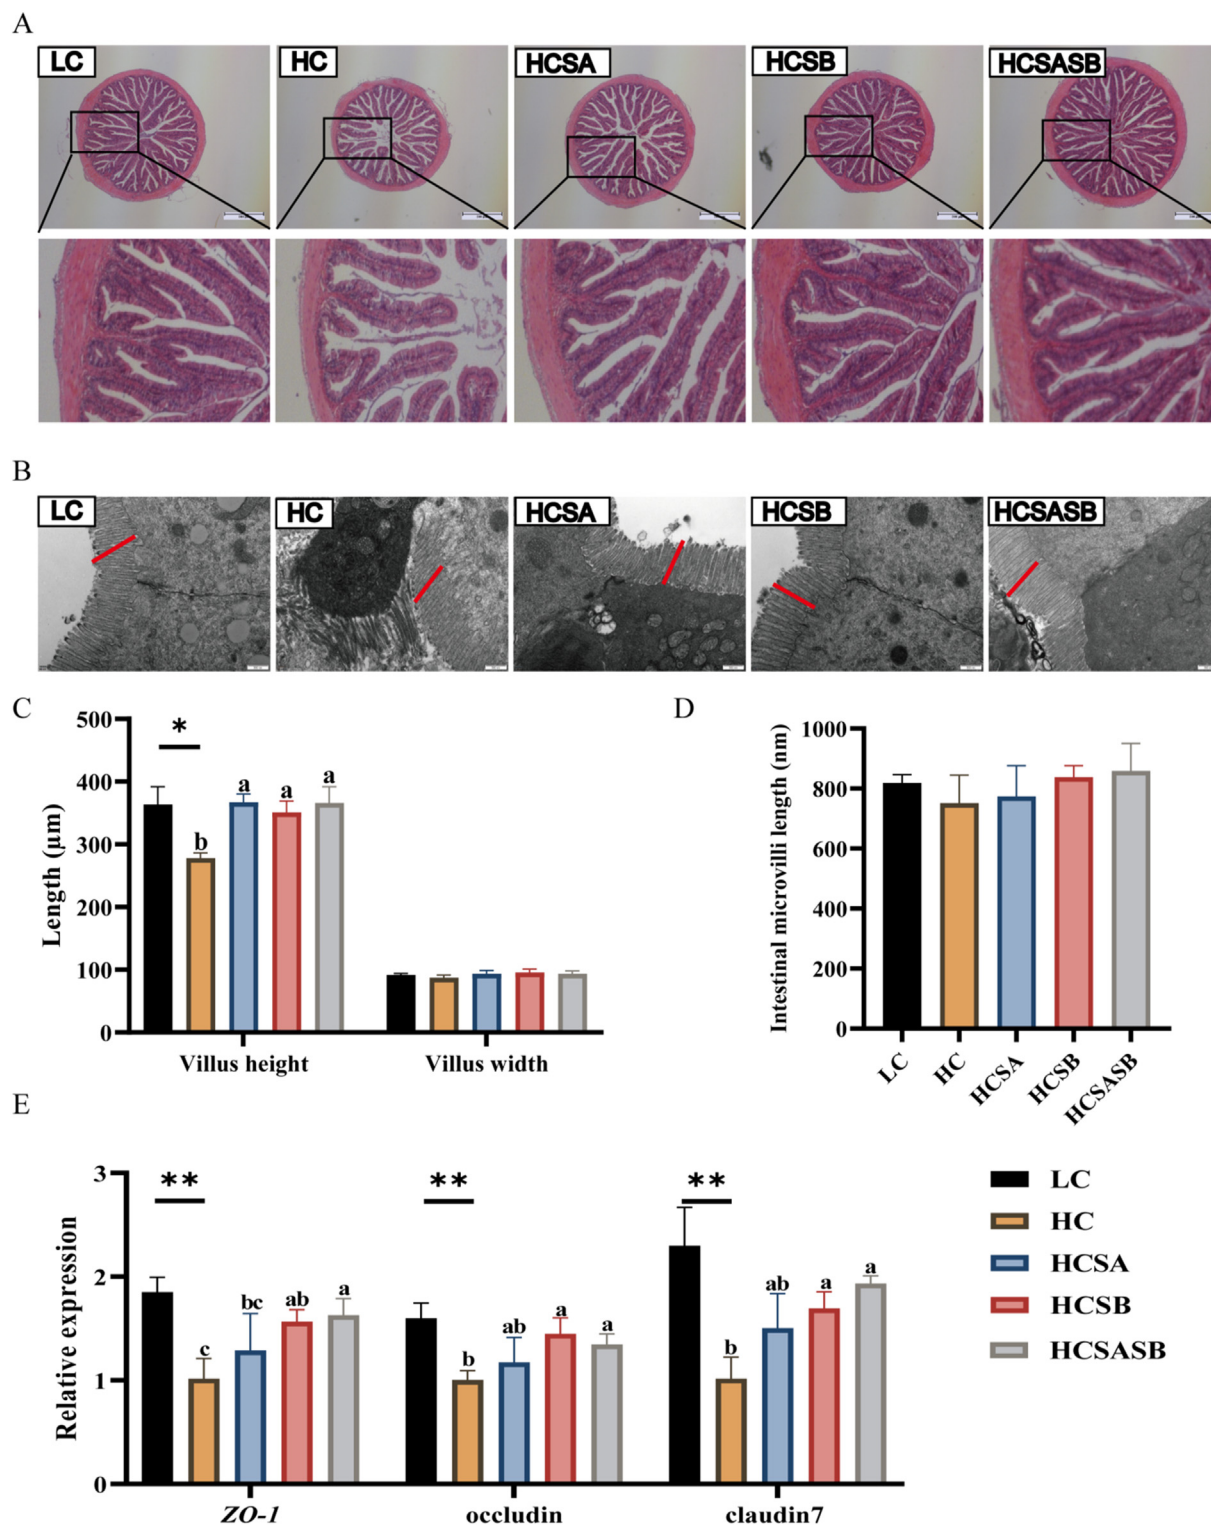 A
LC HC HCSA HCSB HCSASB
B
LC HC HCSA HCSB HCSASB
C
500
400
300
200
100
0
Length (μm)
*
b a a a
Villus height Villus width
D
1000
800
600
400
200
0
Intestinal microvilli length (nm)
LC HC HCSA HCSB HCSASB
E
3
2
1
0
Relative expression
** ** **
c bc ab a b ab a a b ab a a
ZO-1 occludin claudin7
LC
HC
HCSA
HCSB
HCSASB